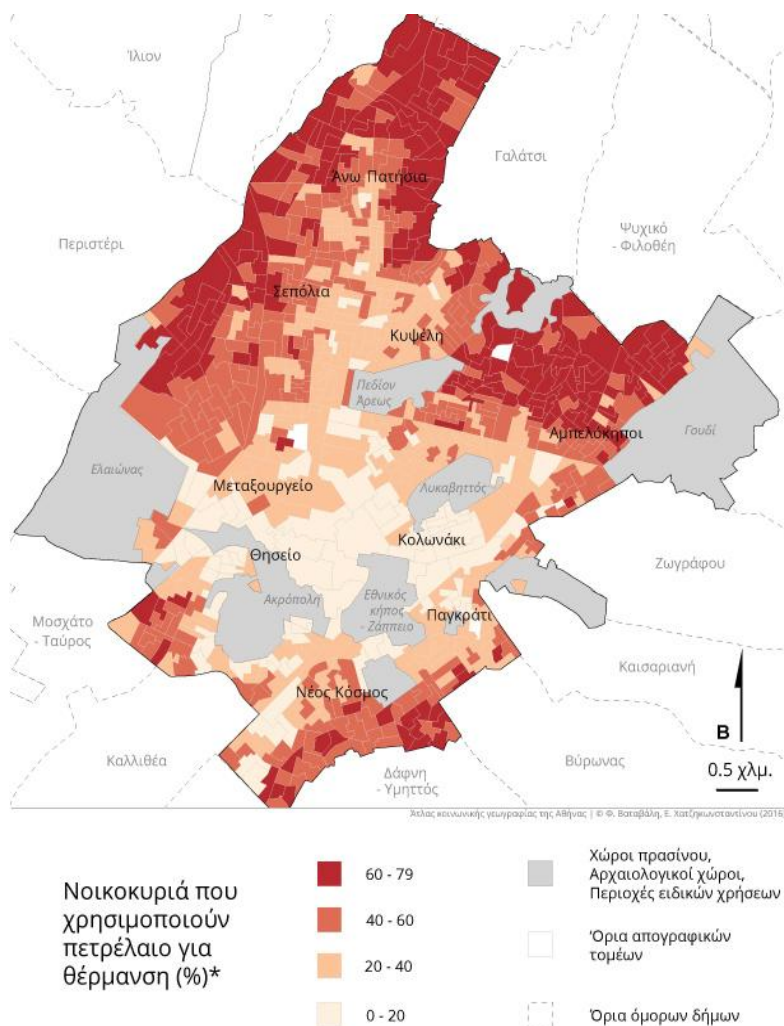 Ίλιον
Γαλάτσι
Άνω Πατήσια
Ψυχικό
- Φιλοθέη
Περιστέρι
Σεπόλια
Κυψέλη
Πεδίον
Άρεως
Αμπελόκηποι
Γουδί
Ελαιώνας
Μεταξουργείο
Λυκαβηττός
Κολωνάκι
Θησείο
Ζωγράφου
Ακρόπολη
Εθνικός
κήπος
- Ζάππειο
Παγκράτι
Μοσχάτο
- Ταύρος
Καισαριανή
Νέος Κόσμος
Β
Καλλιθέα
Δάφνη
- Υμηττός
Βύρωνας
0.5 χλμ.
Άτλας κοινωνικής γεωγραφίας της Αθήνας | © Φ. Βαταβάλη, Ε. Χατζηκωνσταντίνου (2016)
Νοικοκυριά που
χρησιμοποιούν
πετρέλαιο για
θέρμανση (%)*
60 - 79
40 - 60
20 - 40
0 - 20
Χώροι πρασίνου,
Αρχαιολογικοί χώροι,
Περιοχές ειδικών χρήσεων
Όρια απογραφικών
τομέων
Όρια όμορων δήμων